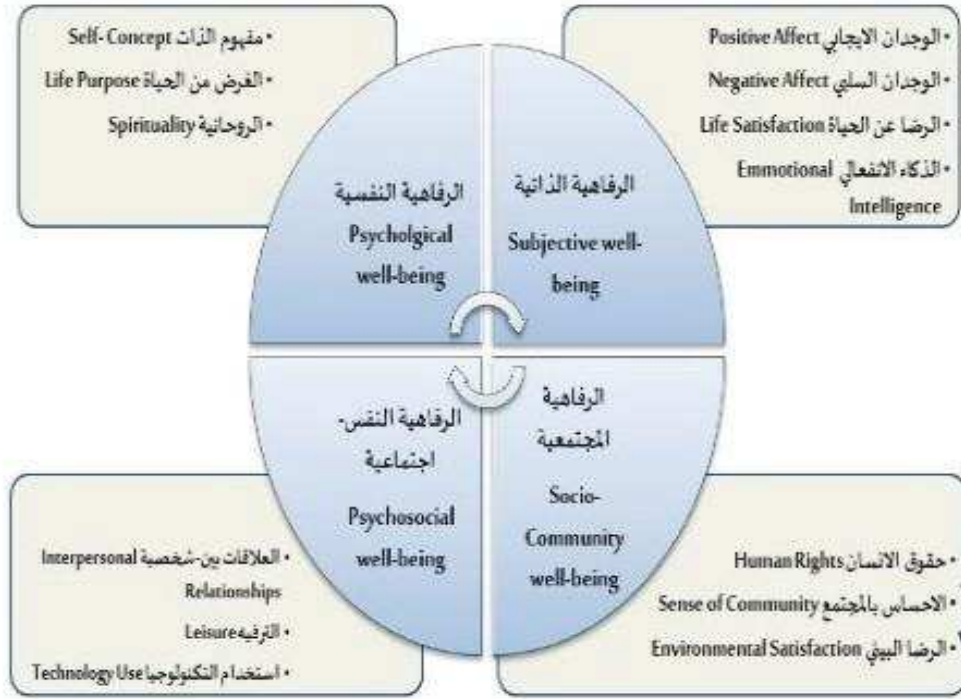 • مفهوم الذات Self- Concept
• الغرض من الحياة Life Purpose
• الروحانية Spirituality
• الوجدان الايجابي Positive Affect
• الوجدان السلبي Negative Affect
• الرضا عن الحياة Life Satisfaction
• الذكاء الانفعالي Emmotional
Intelligence
الرفاهية النفسية
Psycholgical
well-being
الرفاهية الذاتية
Subjective well-
being
الرفاهية النفس-
اجتماعية
Psychosocial
well-being
الرفاهية
المجتمعية
Socio-
Community
well-being
• العلاقات بين-شخصية Interpersonal
Relationships
• الترفيه Leisure
• استخدام التكنولوجيا Technology Use
• حقوق الانسان Human Rights
• الاحساس بالمجتمع Sense of Community
• الرضا البيئي Environmental Satisfaction